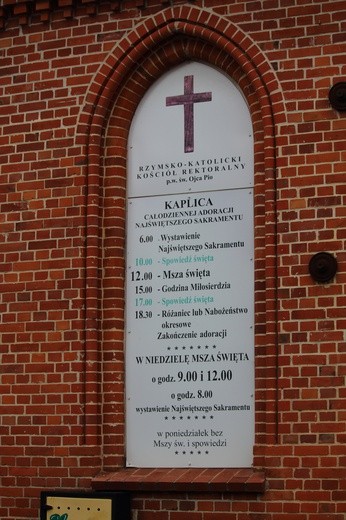 RZYMSKO-KATOLICKI
KOŚCIÓŁ REKTORALNY
p.w. św. Ojca Pio
KAPLICA
CAŁODZIENNEJ ADORACJI
NAJŚWIĘTSZEGO SAKRAMENTU
6.00 - Wystawienie
Najświętszego Sakramentu
10.00 - Spowiedź święta
12.00 - Msza święta
15.00 - Godzina Miłosierdzia
17.00 - Spowiedź święta
18.30 - Różaniec lub Nabożeństwo
okresowe
Zakończenie adoracji
* * * * * * *
W NIEDZIELĘ MSZA ŚWIĘTA
o godz. 9.00 i 12.00
o godz. 8.00
wystawienie Najświętszego Sakramentu
* * * * * * *
w poniedziałek bez
Mszy św. i spowiedzi
* * * * *